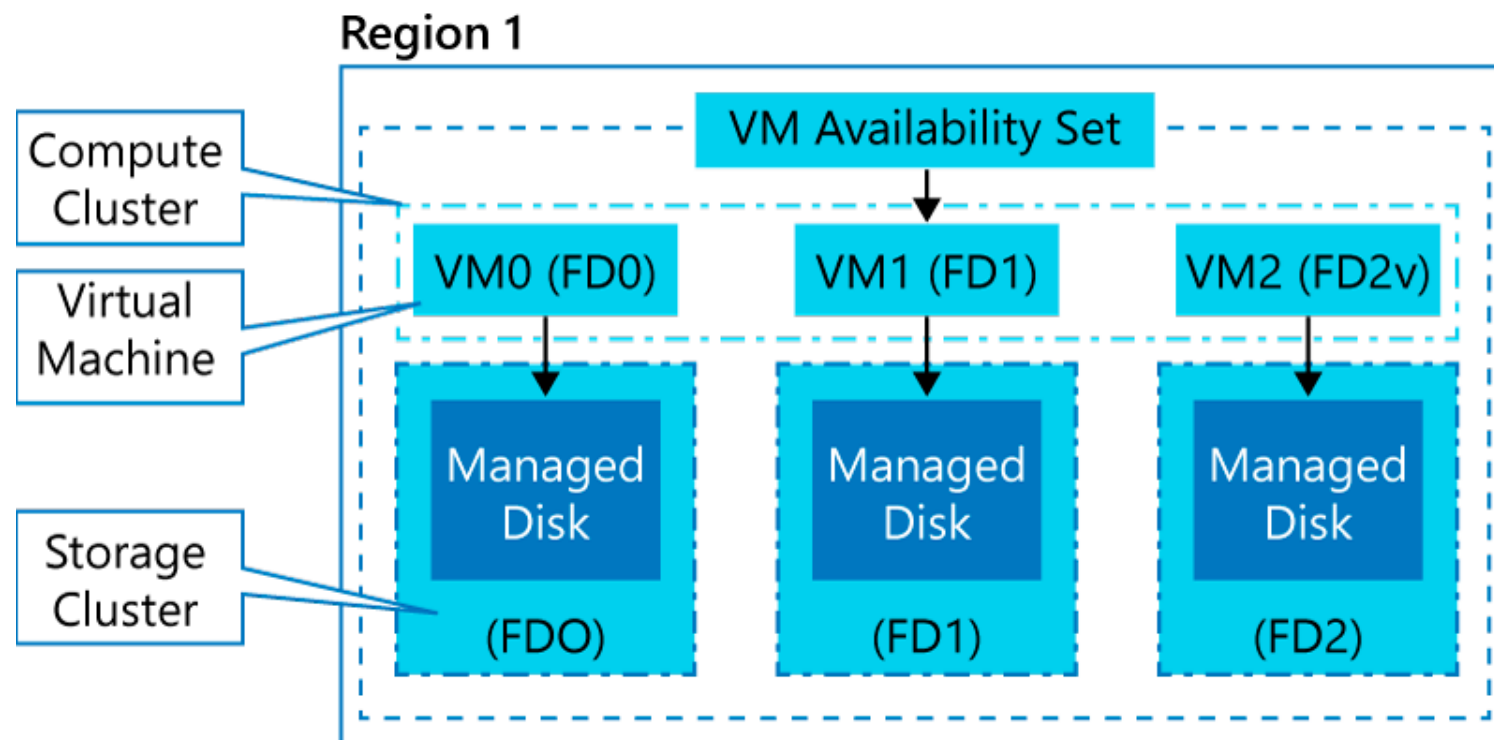 Region 1
VM Availability Set
Compute
Cluster
VM0 (FD0)
VM1 (FD1)
VM2 (FD2v)
Virtual
Machine
Managed
Disk
(FDO)
Managed
Disk
(FD1)
Managed
Disk
(FD2)
Storage
Cluster